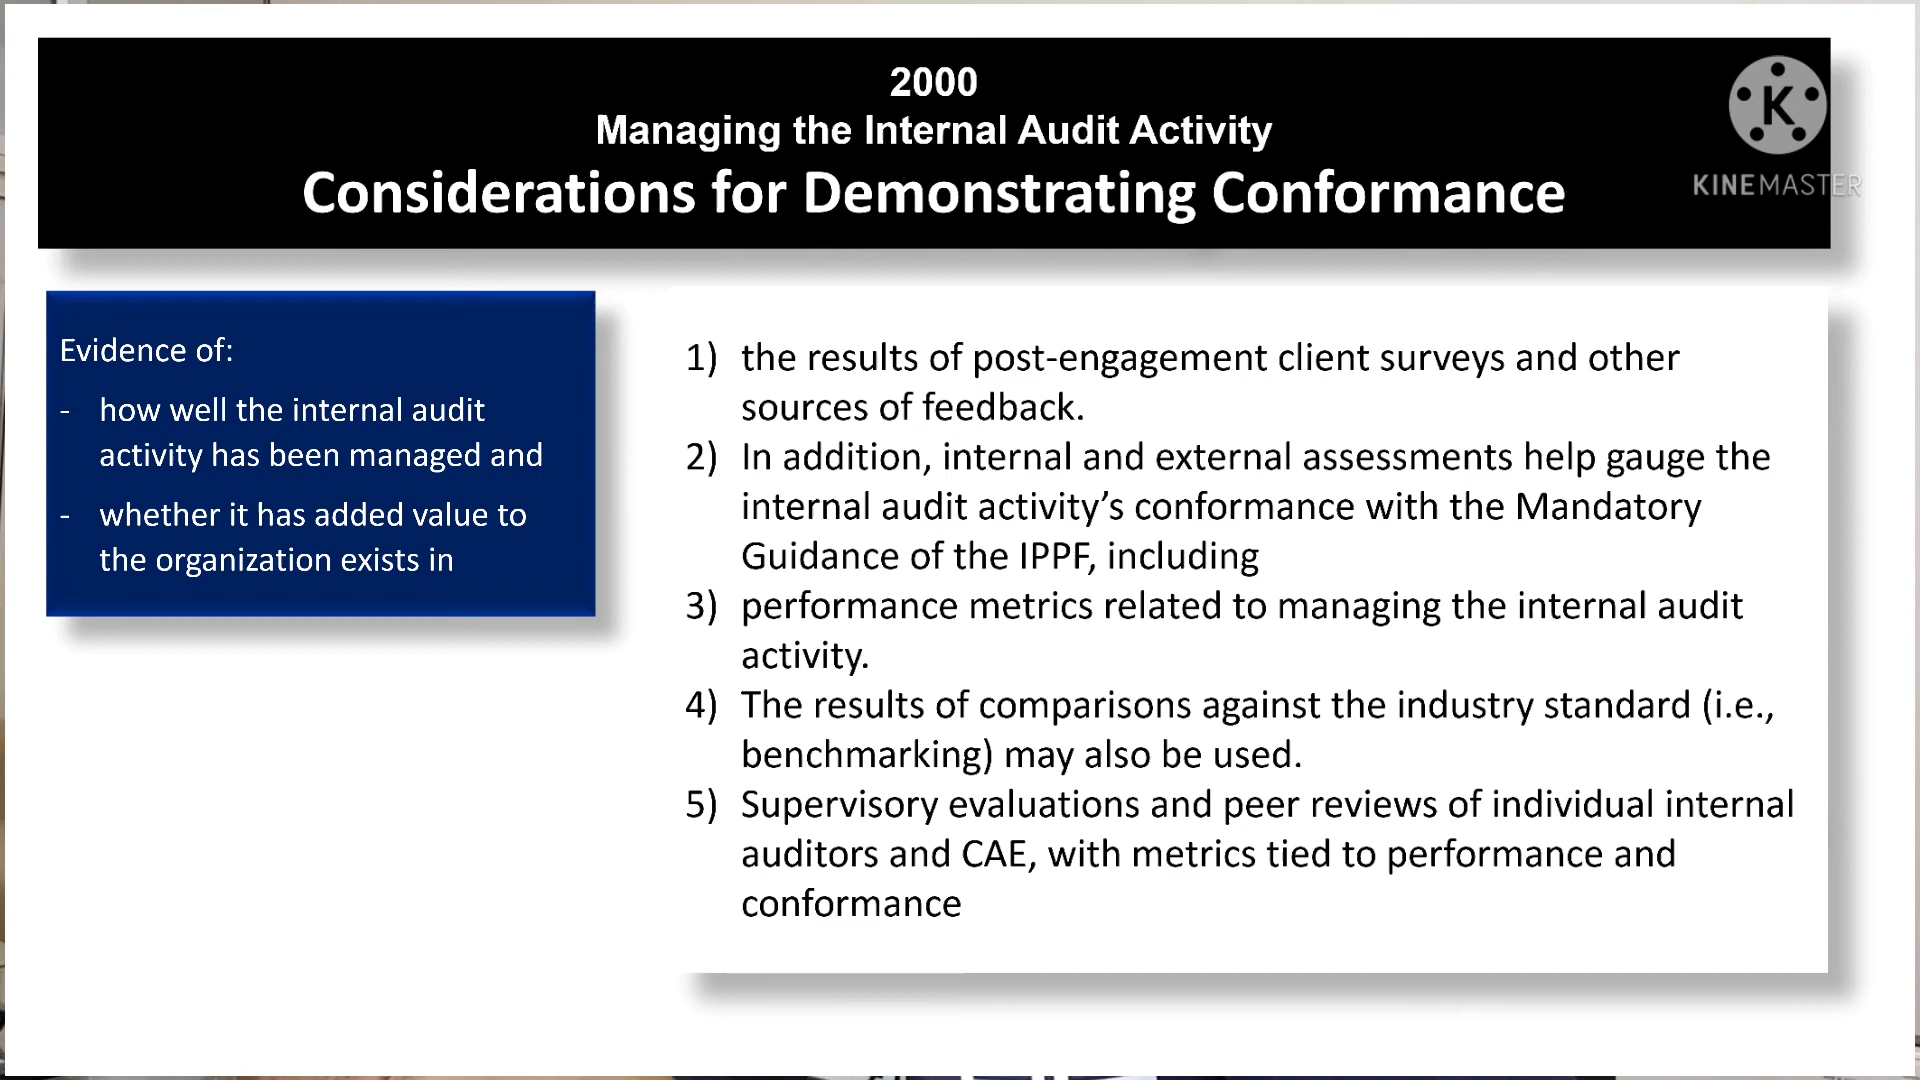 2000
Managing the Internal Audit Activity
Considerations for Demonstrating Conformance
K
KINEMASTER
Evidence of:
- how well the internal audit
activity has been managed and
- whether it has added value to
the organization exists in
1) the results of post-engagement client surveys and other
sources of feedback.
2) In addition, internal and external assessments help gauge the
internal audit activity’s conformance with the Mandatory
Guidance of the IPPF, including
3) performance metrics related to managing the internal audit
activity.
4) The results of comparisons against the industry standard (i.e.,
benchmarking) may also be used.
5) Supervisory evaluations and peer reviews of individual internal
auditors and CAE, with metrics tied to performance and
conformance